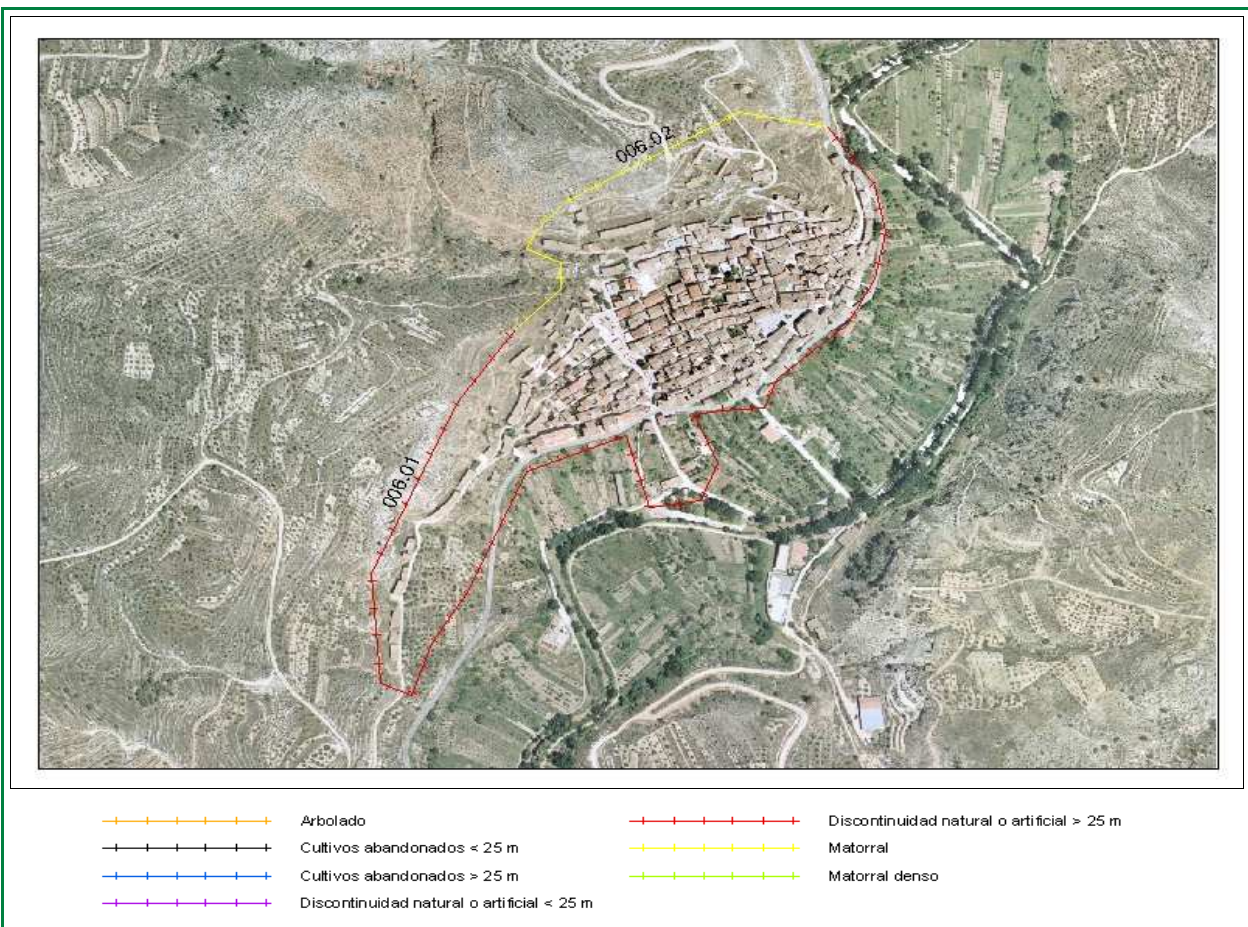 006.02
006.01
Arbolado
Cultivos abandonados < 25 m
Cultivos abandonados > 25 m
Discontinuidad natural o artificial < 25 m
Discontinuidad natural o artificial > 25 m
Matorral
Matorral denso